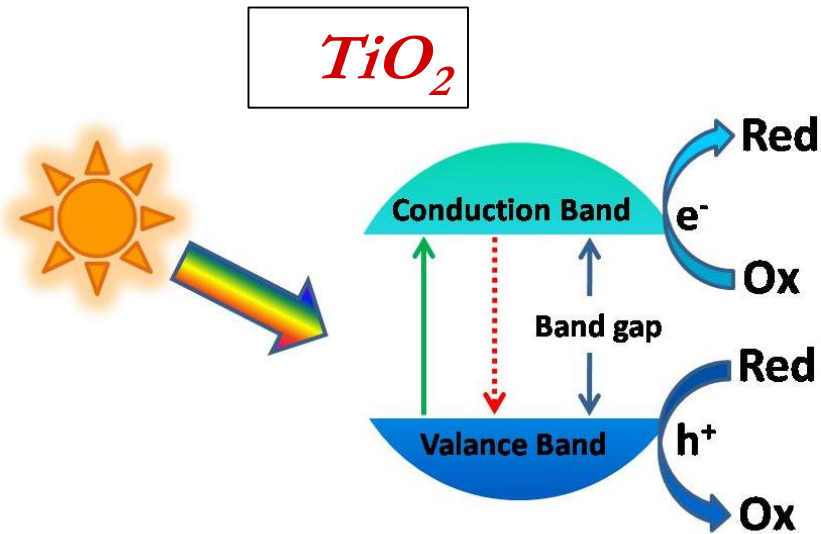 TiO₂
Red
Conduction Band
e⁻
Ox
Band gap
Red
Valance Band
h⁺
Ox